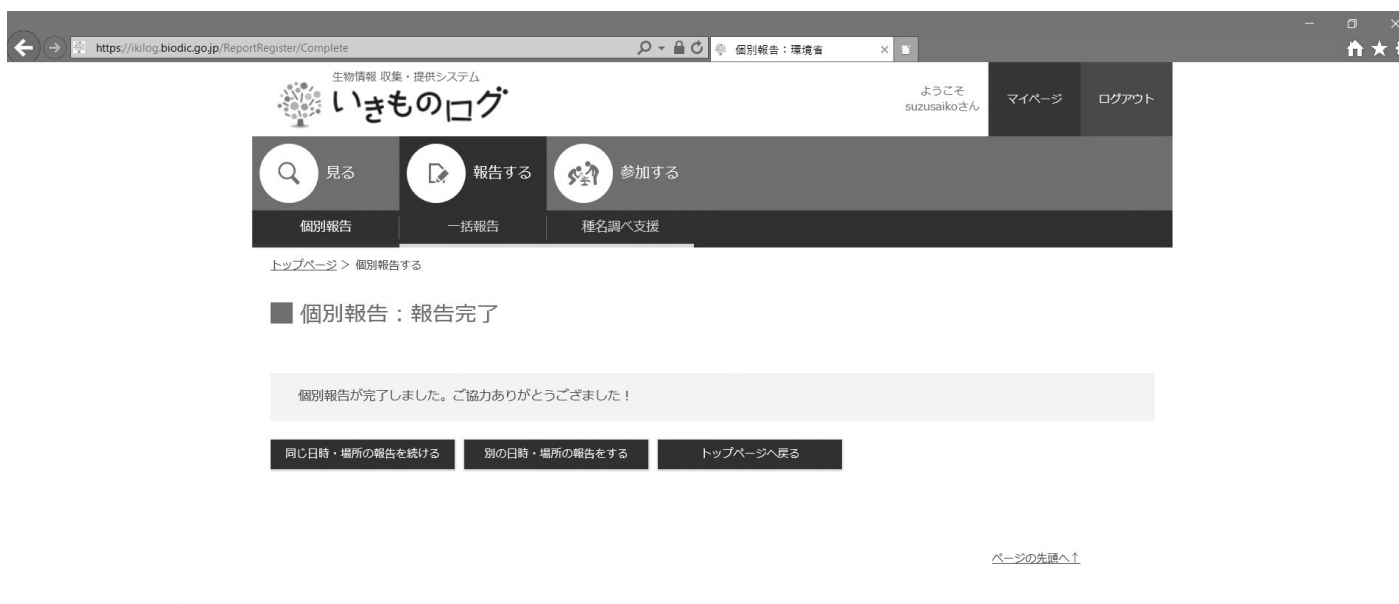 https://ikilog.biodic.go.jp/ReportRegister/Complete
個別報告：環境省
生物情報 収集・提供システム
いきものログ
ようこそ
suzusaikoさん
マイページ
ログアウト
見る
報告する
参加する
個別報告
一括報告
種名調べ支援
トップページ > 個別報告する
個別報告：報告完了
個別報告が完了しました。ご協力ありがとうござました！
同じ日時・場所の報告を続ける
別の日時・場所の報告をする
トップページへ戻る
ページの先頭へ↑